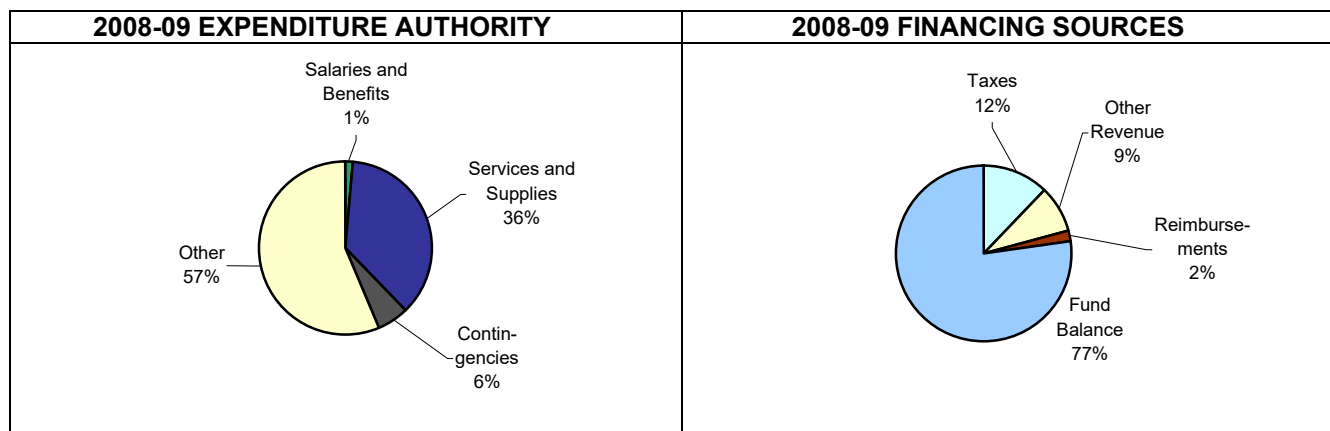 2008-09 EXPENDITURE AUTHORITY
Salaries and
Benefits
1%
Services and
Supplies
36%
Other
57%
Contin-
gencies
6%
2008-09 FINANCING SOURCES
Taxes
12%
Other
Revenue
9%
Reimburse-
ments
2%
Fund
Balance
77%